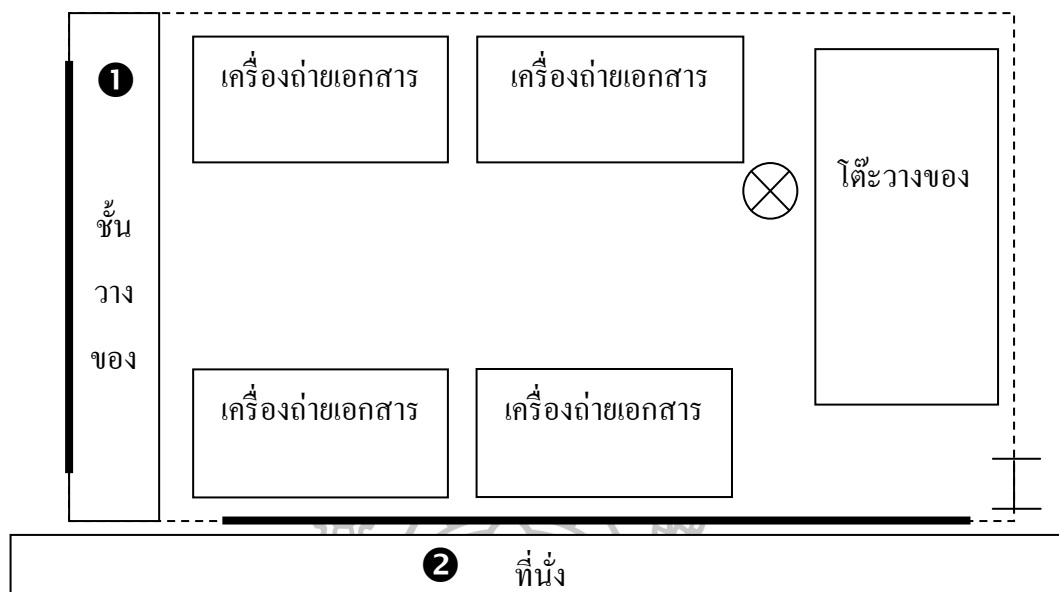 ❶
เครื่องถ่ายเอกสาร
เครื่องถ่ายเอกสาร
โต๊ะวางของ
ชั้น
วาง
ของ
เครื่องถ่ายเอกสาร
เครื่องถ่ายเอกสาร
❷ ที่นั่ง